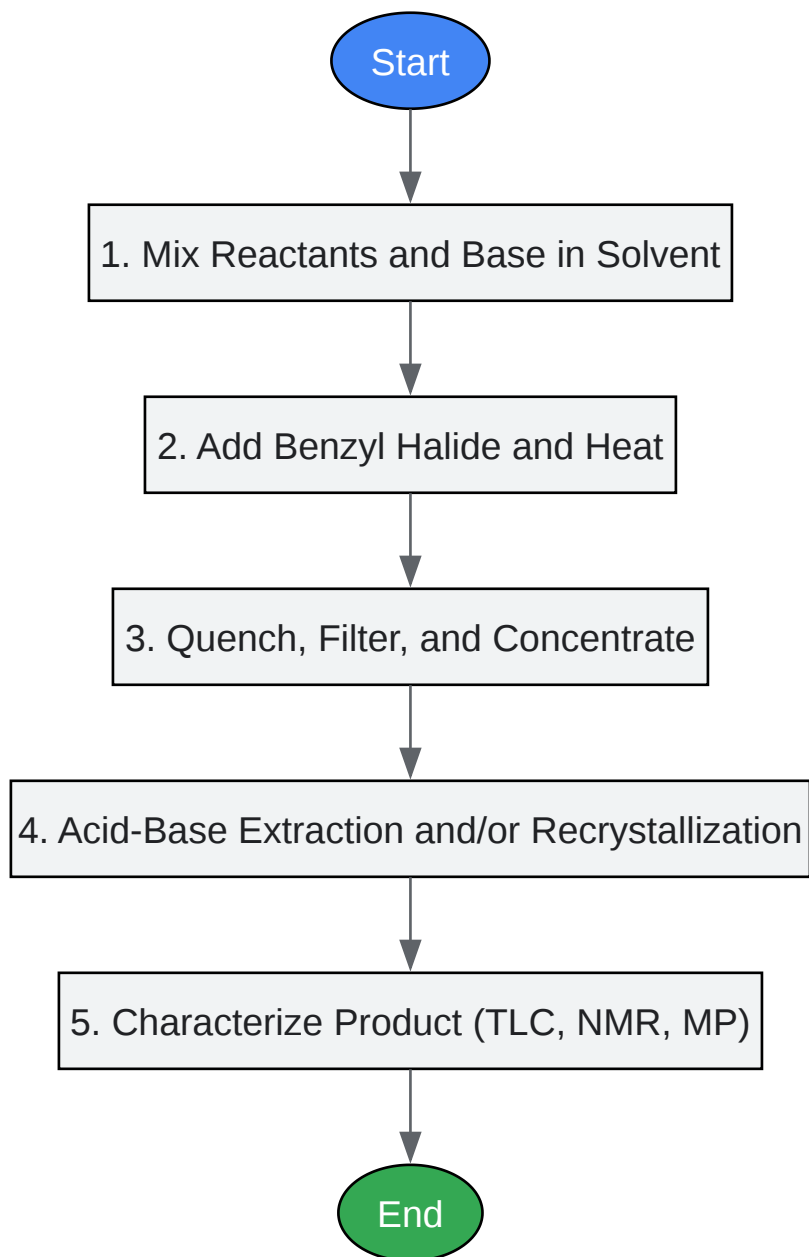 Start
1. Mix Reactants and Base in Solvent
2. Add Benzyl Halide and Heat
3. Quench, Filter, and Concentrate
4. Acid-Base Extraction and/or Recrystallization
5. Characterize Product (TLC, NMR, MP)
End